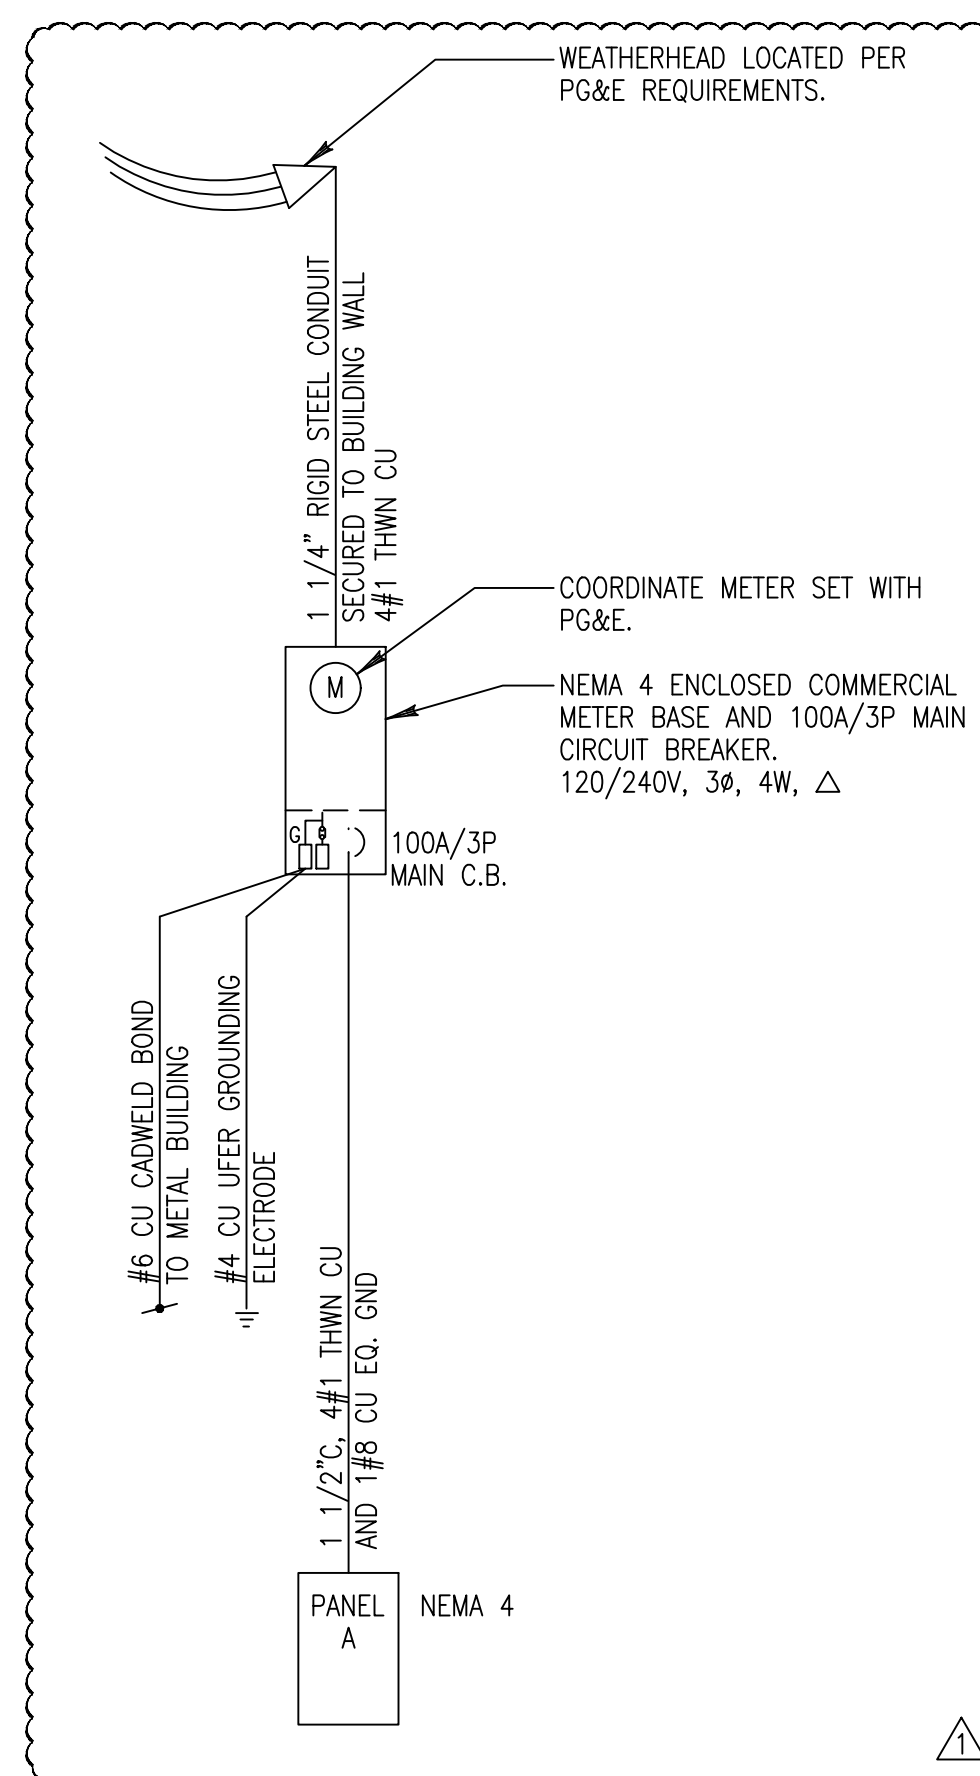 WEATHERHEAD LOCATED PER
PG&E REQUIREMENTS.
1 1/4" RIGID STEEL CONDUIT
SECURED TO BUILDING WALL
4#1 THWN CU
COORDINATE METER SET WITH
PG&E.
M
NEMA 4 ENCLOSED COMMERCIAL
METER BASE AND 100A/3P MAIN
CIRCUIT BREAKER.
120/240V, 3ø, 4W, △
G
100A/3P
MAIN C.B.
#6 CU CADWELD BOND
TO METAL BUILDING
#4 CU UFER GROUNDING
ELECTRODE
1 1/2"C, 4#1 THWN CU
AND 1#8 CU EQ. GND
PANEL
A
NEMA 4
1